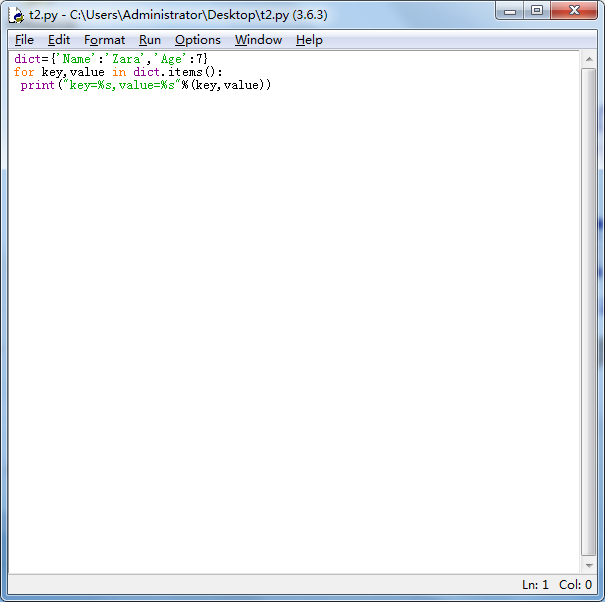 t2.py - C:\Users\Administrator\Desktop\t2.py (3.6.3)
File Edit Format Run Options Window Help
dict={'Name':'Zara','Age':7}
for key,value in dict.items():
 print("key=%s,value=%s"%(key,value))
Ln: 1 Col: 0